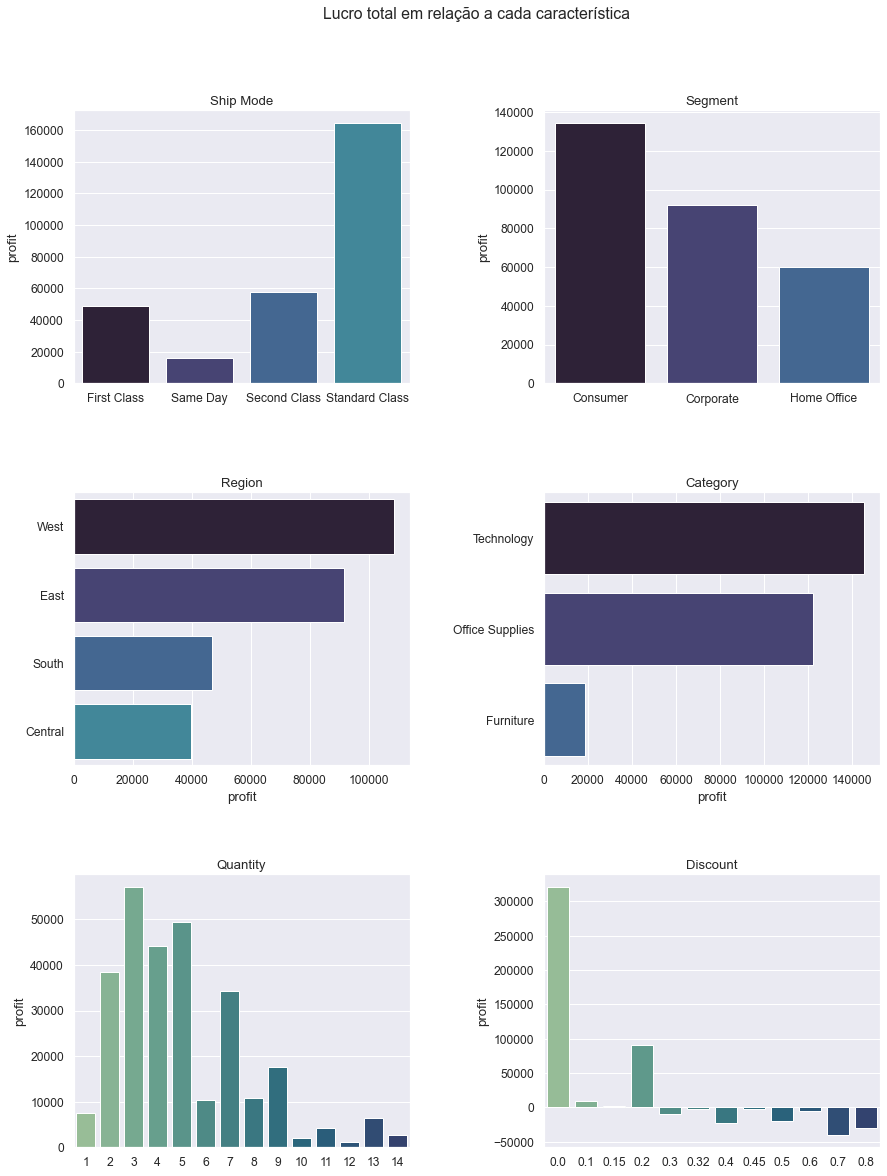 Lucro total em relação a cada característica
Ship Mode
profit
160000
140000
120000
100000
80000
60000
40000
20000
0
First Class Same Day Second Class Standard Class
Segment
profit
140000
120000
100000
80000
60000
40000
20000
0
Consumer Corporate Home Office
Region
West
East
South
Central
0 20000 40000 60000 80000 100000
profit
Category
Technology
Office Supplies
Furniture
0 20000 40000 60000 80000 100000 120000 140000
profit
Quantity
profit
50000
40000
30000
20000
10000
0
1 2 3 4 5 6 7 8 9 10 11 12 13 14
Discount
profit
300000
250000
200000
150000
100000
50000
0
−50000
0.0 0.1 0.15 0.2 0.3 0.32 0.4 0.45 0.5 0.6 0.7 0.8